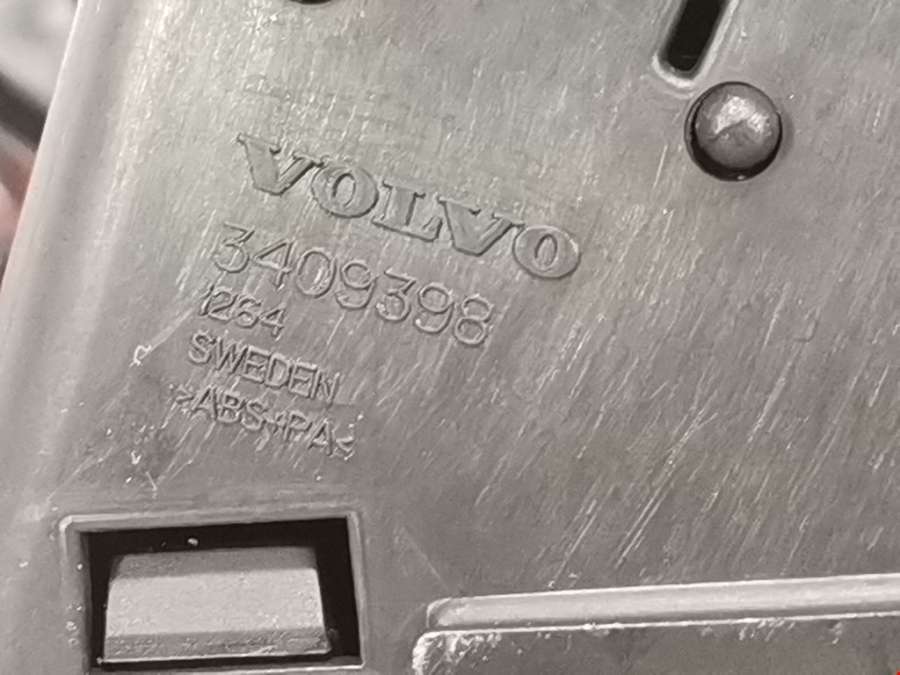 VOLVO
3409398
1264
SWEDEN
>ABS+PA<